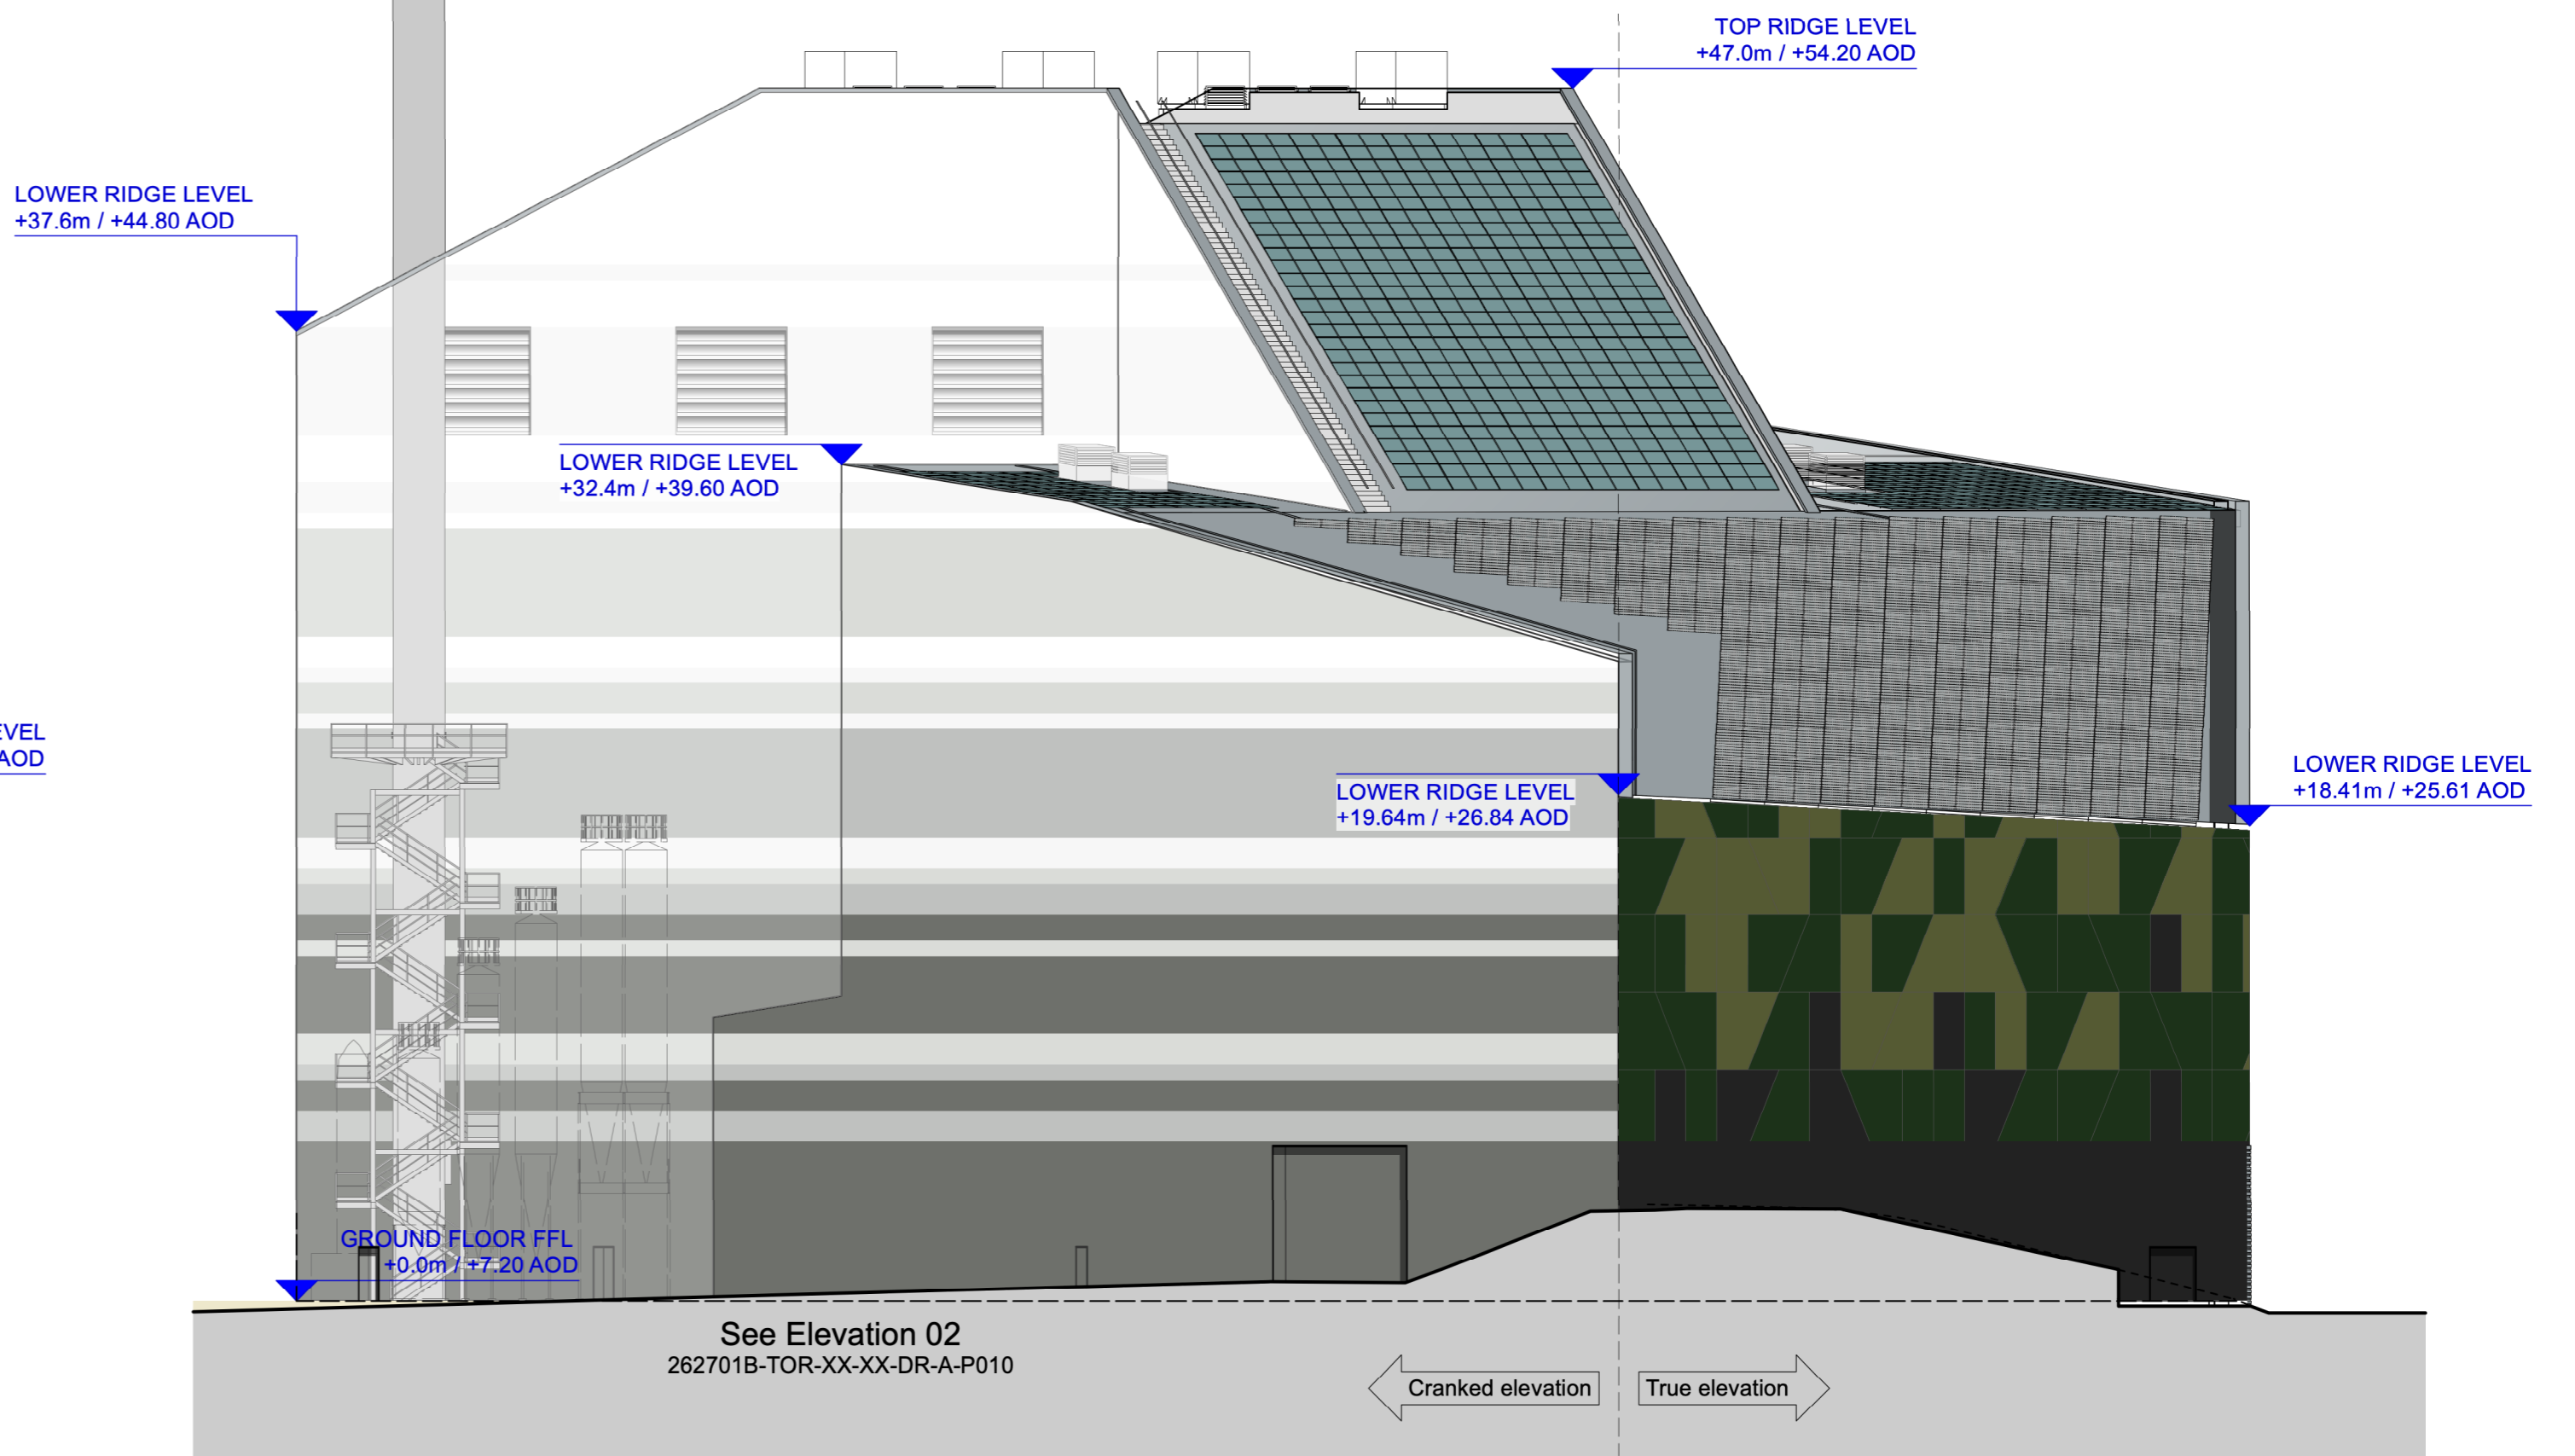 TOP RIDGE LEVEL
+47.0m / +54.20 AOD
LOWER RIDGE LEVEL
+37.6m / +44.80 AOD
LOWER RIDGE LEVEL
+32.4m / +39.60 AOD
EVEL
AOD
LOWER RIDGE LEVEL
+19.64m / +26.84 AOD
LOWER RIDGE LEVEL
+18.41m / +25.61 AOD
GROUND FLOOR FFL
+0.0m / +7.20 AOD
See Elevation 02
262701B-TOR-XX-XX-DR-A-P010
Cranked elevation
True elevation